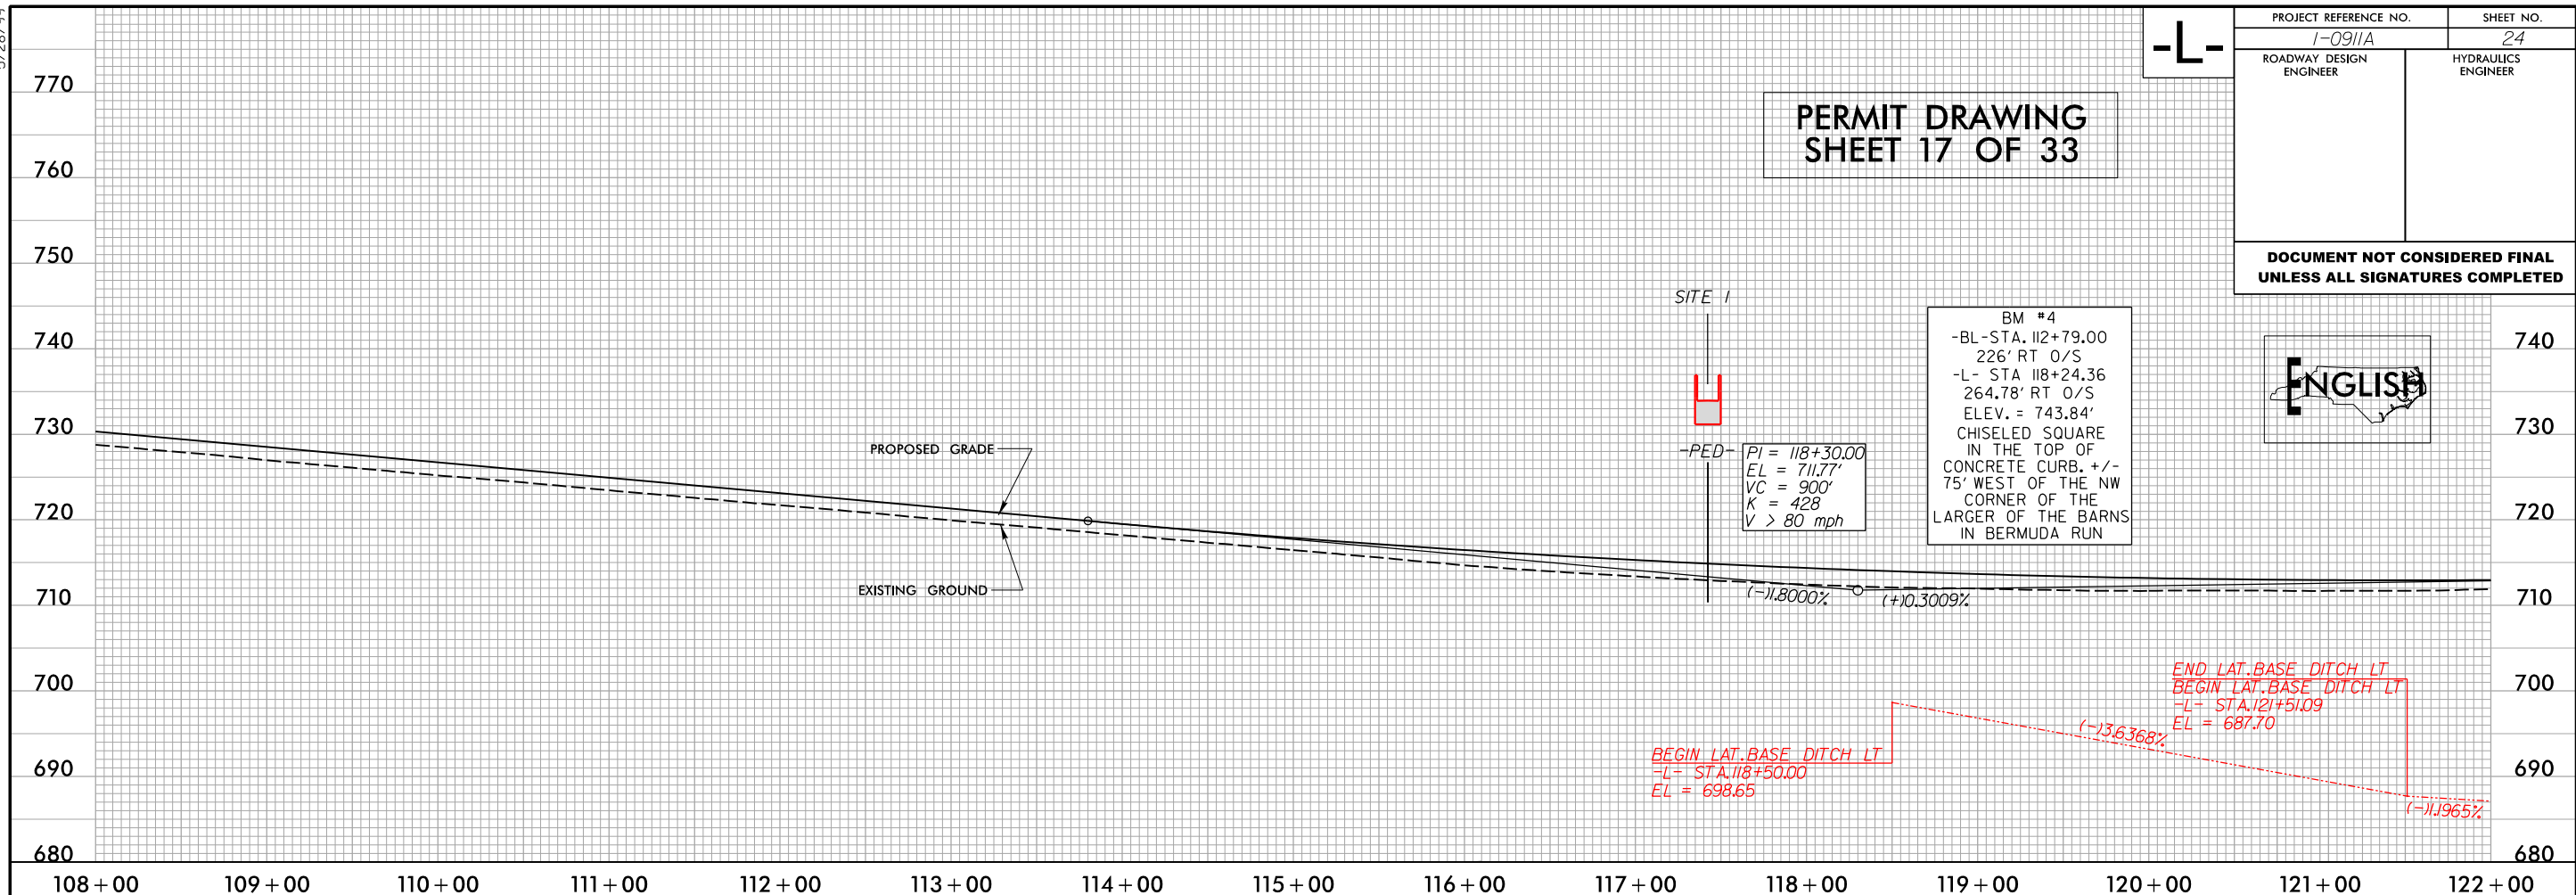 -L-
PROJECT REFERENCE NO.
SHEET NO.
I-0911A
24
ROADWAY DESIGN
ENGINEER
HYDRAULICS
ENGINEER
DOCUMENT NOT CONSIDERED FINAL
UNLESS ALL SIGNATURES COMPLETED
PERMIT DRAWING
SHEET 17 OF 33
770
760
750
740
730
720
710
700
690
680
740
730
720
710
700
690
680
SITE 1
-PED-
PI = 118+30.00
EL = 711.77'
VC = 900'
K = 428
V > 80 mph
BM #4
-BL-STA. 112+79.00
226' RT O/S
-L- STA 118+24.36
264.78' RT O/S
ELEV. = 743.84'
CHISELED SQUARE
IN THE TOP OF
CONCRETE CURB. +/-
75' WEST OF THE NW
CORNER OF THE
LARGER OF THE BARNS
IN BERMUDA RUN
ENGLISH
PROPOSED GRADE
EXISTING GROUND
(-)1.8000%
(+)0.3009%
BEGIN LAT. BASE DITCH LT
-L- STA. 118+50.00
EL = 698.65
(-)3.6368%
END LAT. BASE DITCH LT
BEGIN LAT. BASE DITCH LT
-L- STA. 121+51.09
EL = 687.70
(-)1.1965%
108+00 109+00 110+00 111+00 112+00 113+00 114+00 115+00 116+00 117+00 118+00 119+00 120+00 121+00 122+00